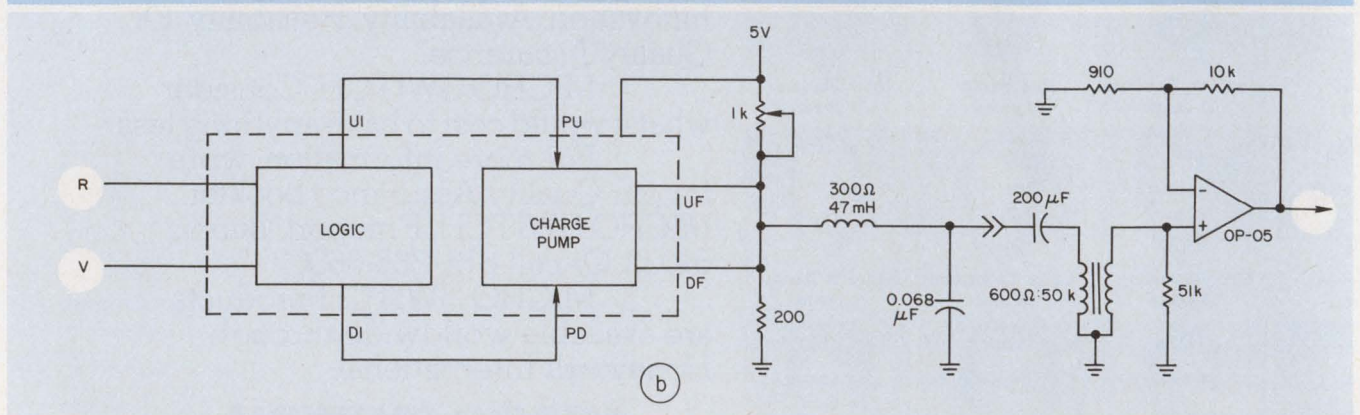 5V
910
10k
UI
PU
1k
R
V
LOGIC
CHARGE
PUMP
UF
DF
300Ω
47mH
200μF
0.068
μF
600Ω:50 k
51k
-
+
OP-05
200
DI
PD
b